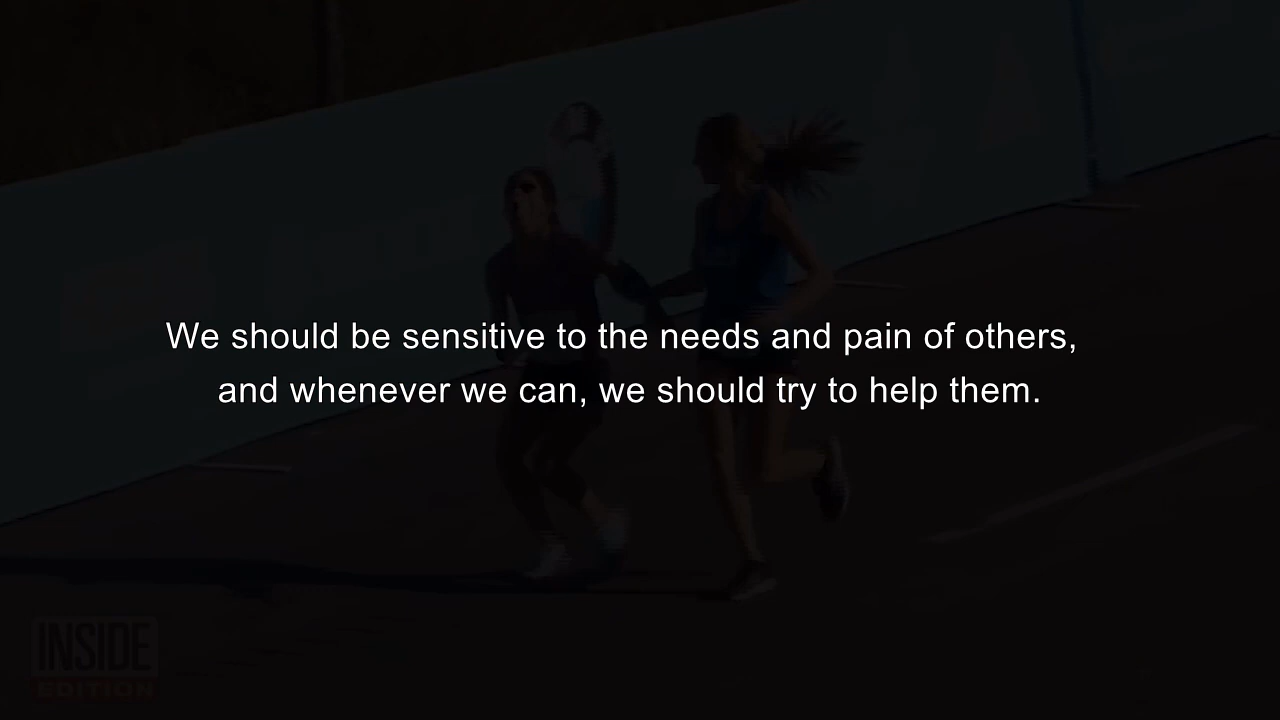 We should be sensitive to the needs and pain of others,
and whenever we can, we should try to help them.
INSIDE
EDITION